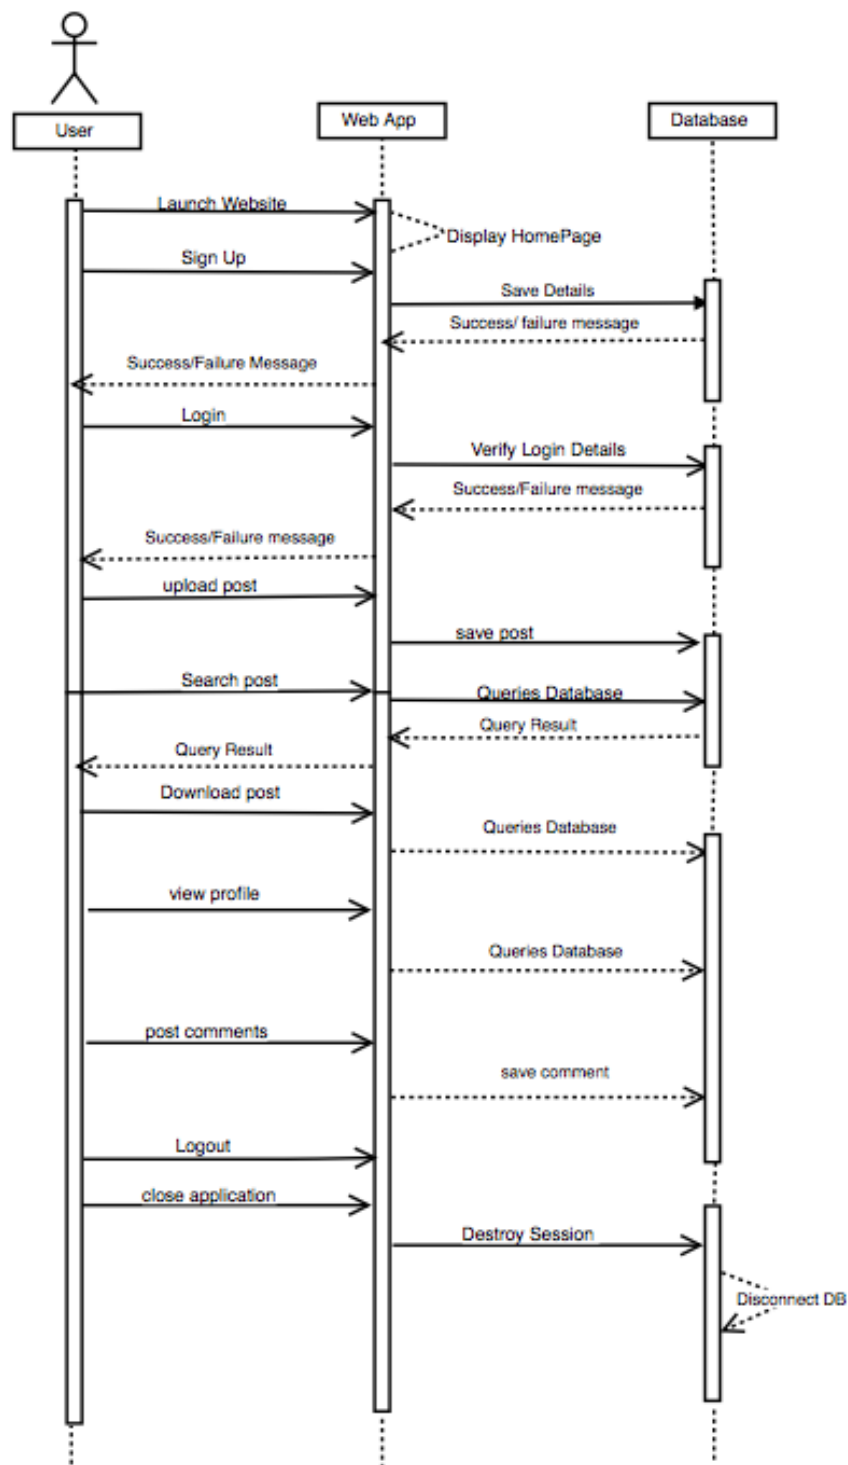 User
Web App
Database
Launch Website
Display HomePage
Sign Up
Save Details
Success/ failure message
Success/Failure Message
Login
Verify Login Details
Success/Failure message
Success/Failure message
upload post
save post
Search post
Queries Database
Query Result
Query Result
Download post
Queries Database
view profile
Queries Database
post comments
save comment
Logout
close application
Destroy Session
Disconnect DB